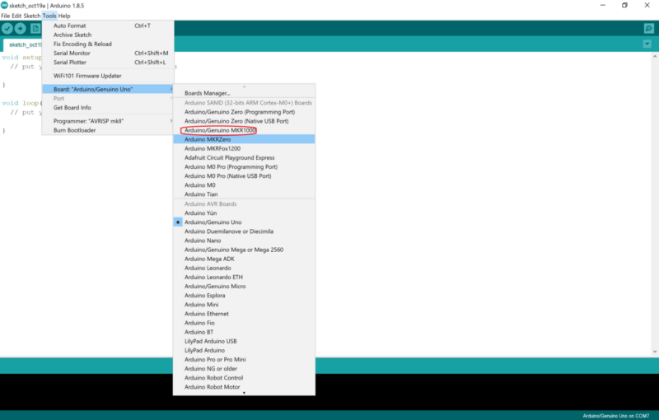 sketch_oct19a | Arduino 1.8.5
File Edit Sketch Tools Help
sketch_oct19
void setup
// put y
}
void loop(
// put y
}
Auto Format Ctrl+T
Archive Sketch
Fix Encoding & Reload
Serial Monitor Ctrl+Shift+M
Serial Plotter Ctrl+Shift+L
WiFi101 Firmware Updater
Board: "Arduino/Genuino Uno"
Port
Get Board Info
Programmer: "AVRISP mkII"
Burn Bootloader
Boards Manager...
Arduino SAMD (32-bits ARM Cortex-M0+) Boards
Arduino/Genuino Zero (Programming Port)
Arduino/Genuino Zero (Native USB Port)
Arduino/Genuino MKR1000
Arduino MKRZero
Arduino MKRFox1200
Adafruit Circuit Playground Express
Arduino M0 Pro (Programming Port)
Arduino M0 Pro (Native USB Port)
Arduino M0
Arduino Tian
Arduino AVR Boards
Arduino Yún
Arduino/Genuino Uno
Arduino Duemilanove or Diecimila
Arduino Nano
Arduino/Genuino Mega or Mega 2560
Arduino Mega ADK
Arduino Leonardo
Arduino Leonardo ETH
Arduino/Genuino Micro
Arduino Esplora
Arduino Mini
Arduino Ethernet
Arduino Fio
Arduino BT
LilyPad Arduino USB
LilyPad Arduino
Arduino Pro or Pro Mini
Arduino NG or older
Arduino Robot Control
Arduino Robot Motor
Arduino/Genuino Uno on COM7